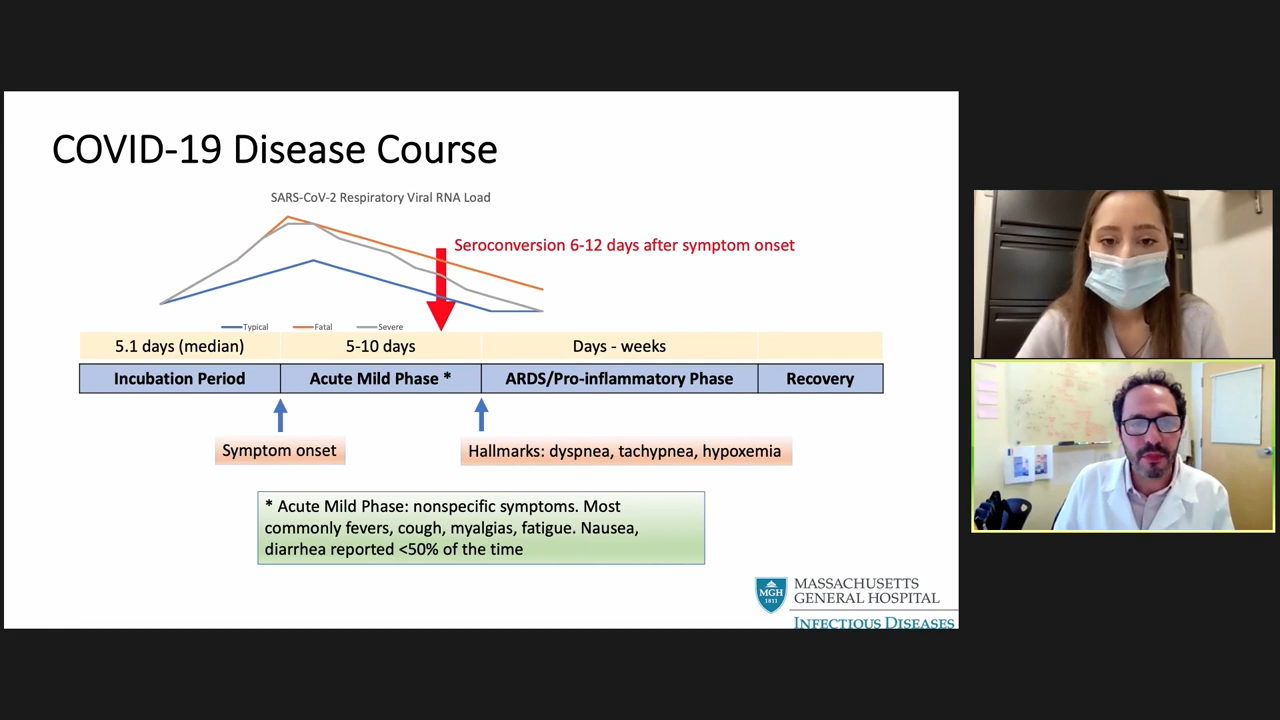 COVID-19 Disease Course
SARS-CoV-2 Respiratory Viral RNA Load
Seroconversion 6-12 days after symptom onset
Typical Fatal Severe
5.1 days (median) 5-10 days Days - weeks
Incubation Period Acute Mild Phase * ARDS/Pro-inflammatory Phase Recovery
Symptom onset
Hallmarks: dyspnea, tachypnea, hypoxemia
* Acute Mild Phase: nonspecific symptoms. Most
commonly fevers, cough, myalgias, fatigue. Nausea,
diarrhea reported <50% of the time
MGH
1811
MASSACHUSETTS
GENERAL HOSPITAL
INFECTIOUS DISEASES